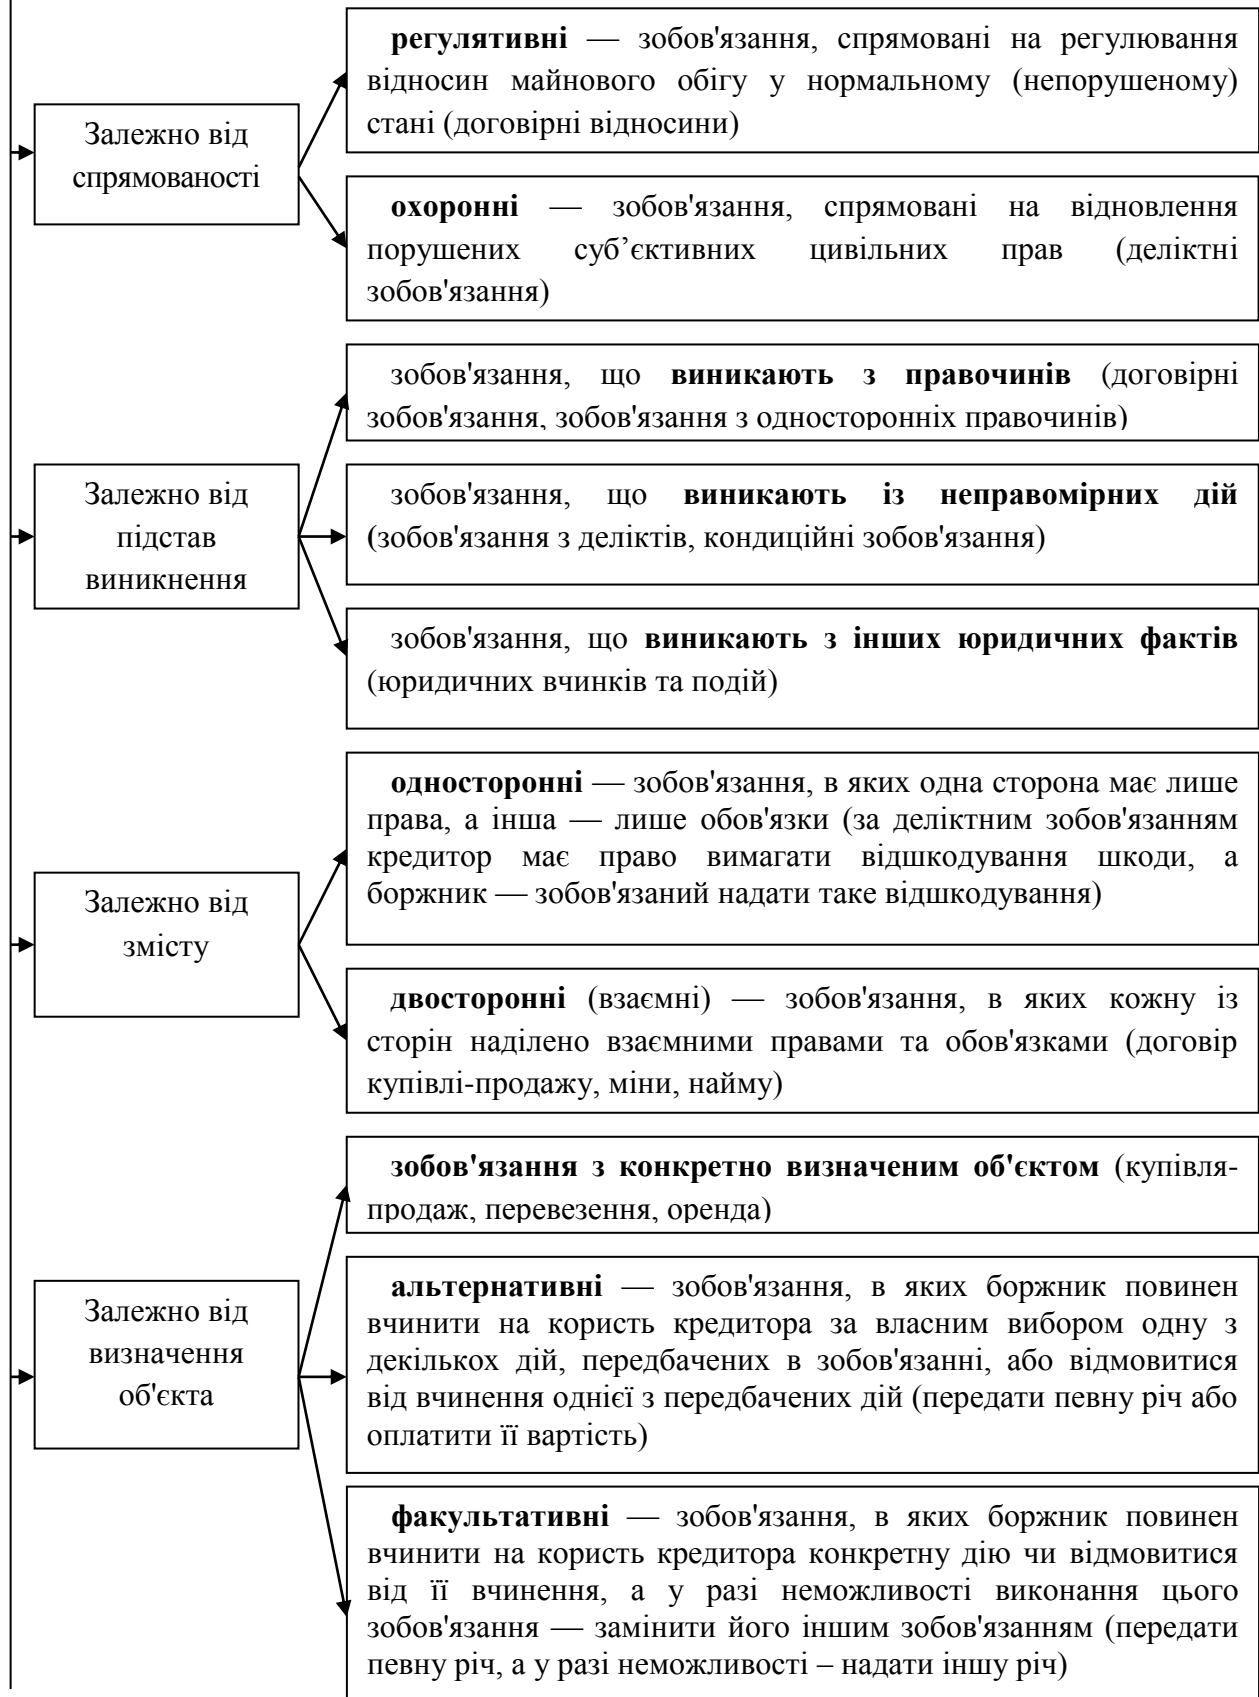 регулятивні — зобов'язання, спрямовані на регулювання
відносин майнового обігу у нормальному (непорушеному)
стані (договірні відносини)
Залежно від
спрямованості
охоронні — зобов'язання, спрямовані на відновлення
порушених суб’єктивних цивільних прав (деліктні
зобов'язання)
зобов'язання, що виникають з правочинів (договірні
зобов'язання, зобов'язання з односторонніх правочинів)
Залежно від
підстав
виникнення
зобов'язання, що виникають із неправомірних дій
(зобов'язання з деліктів, кондиційні зобов'язання)
зобов'язання, що виникають з інших юридичних фактів
(юридичних вчинків та подій)
односторонні — зобов'язання, в яких одна сторона має лише
права, а інша — лише обов'язки (за деліктним зобов'язанням
кредитор має право вимагати відшкодування шкоди, а
боржник — зобов'язаний надати таке відшкодування)
Залежно від
змісту
двосторонні (взаємні) — зобов'язання, в яких кожну із
сторін наділено взаємними правами та обов'язками (договір
купівлі-продажу, міни, найму)
зобов'язання з конкретно визначеним об'єктом (купівля-
продаж, перевезення, оренда)
Залежно від
визначення
об'єкта
альтернативні — зобов'язання, в яких боржник повинен
вчинити на користь кредитора за власним вибором одну з
декількох дій, передбачених в зобов'язанні, або відмовитися
від вчинення однієї з передбачених дій (передати певну річ або
оплатити її вартість)
факультативні — зобов'язання, в яких боржник повинен
вчинити на користь кредитора конкретну дію чи відмовитися
від її вчинення, а у разі неможливості виконання цього
зобов'язання — замінити його іншим зобов'язанням (передати
певну річ, а у разі неможливості – надати іншу річ)